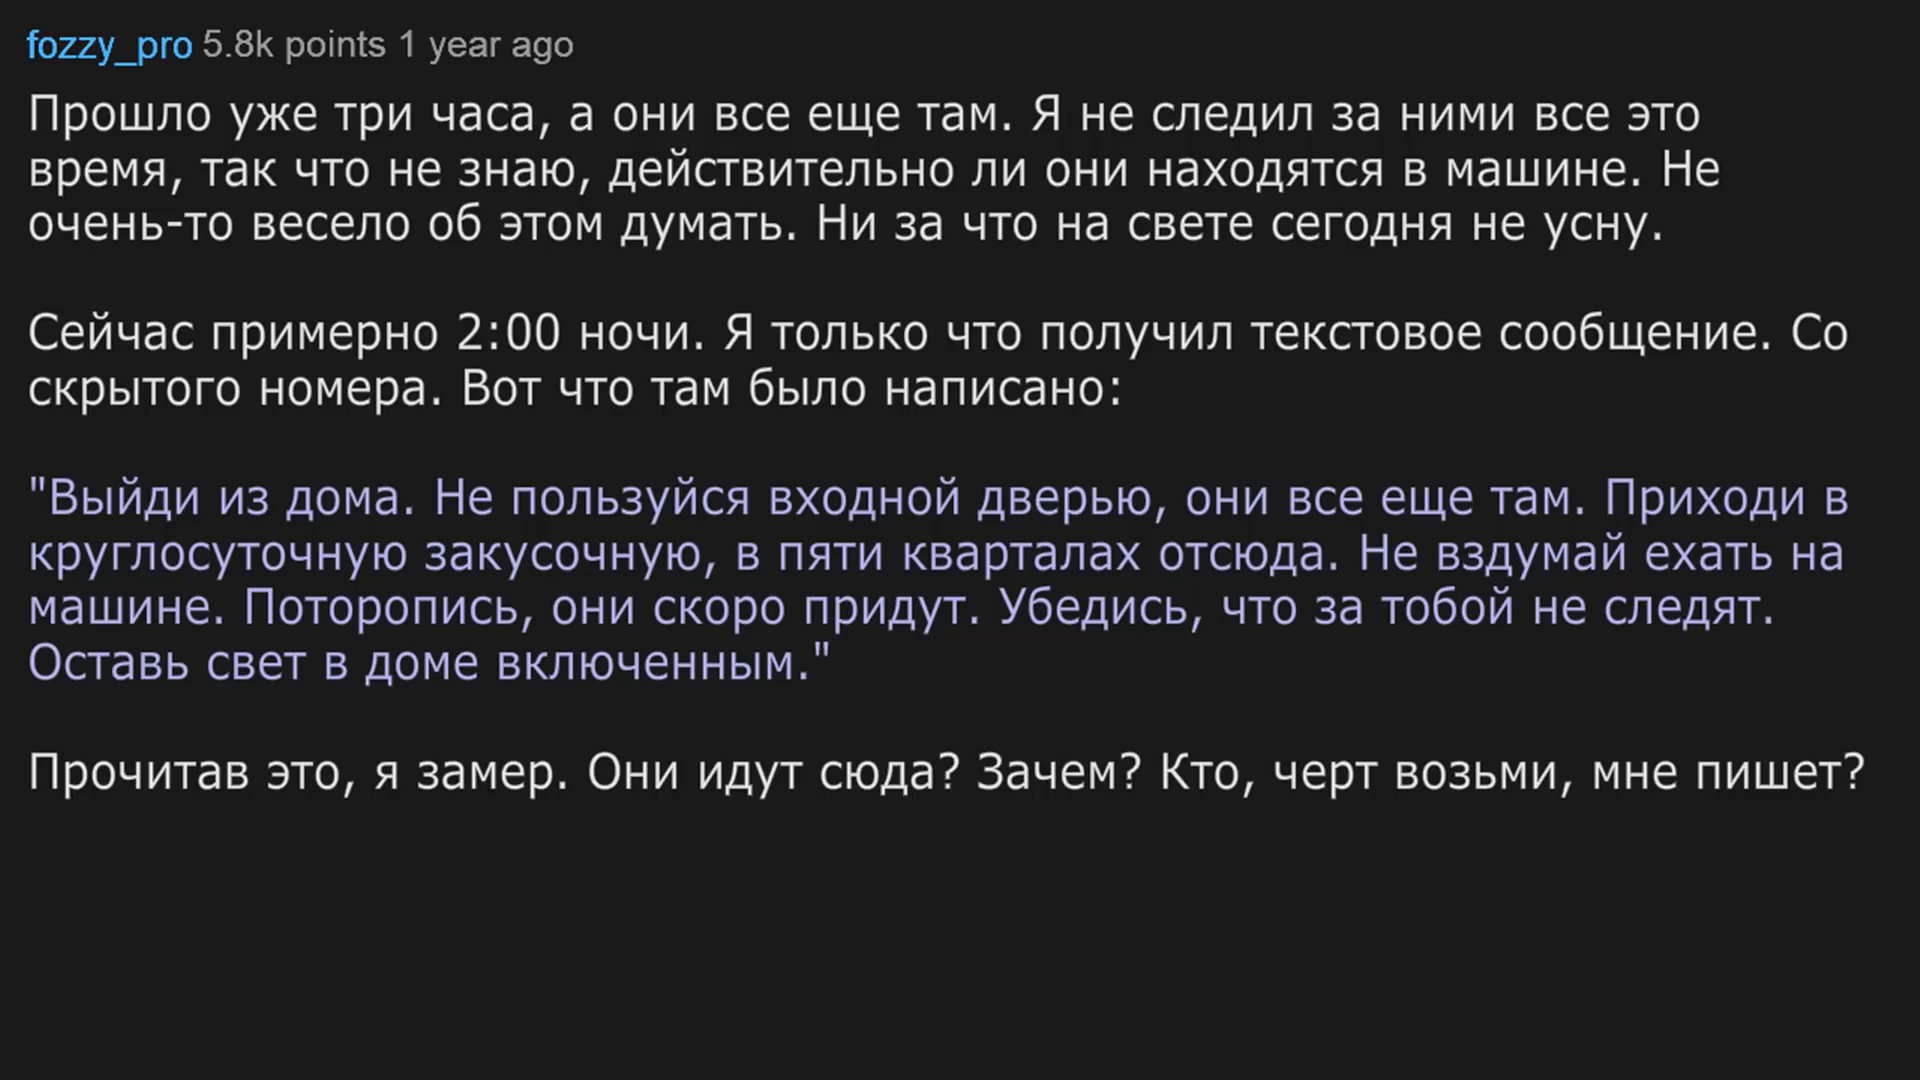 fozzy_pro 5.8k points 1 year ago
Прошло уже три часа, а они все еще там. Я не следил за ними все это
время, так что не знаю, действительно ли они находятся в машине. Не
очень-то весело об этом думать. Ни за что на свете сегодня не усну.
Сейчас примерно 2:00 ночи. Я только что получил текстовое сообщение. Со
скрытого номера. Вот что там было написано:
"Выйди из дома. Не пользуйся входной дверью, они все еще там. Приходи в
круглосуточную закусочную, в пяти кварталах отсюда. Не вздумай ехать на
машине. Поторопись, они скоро придут. Убедись, что за тобой не следят.
Оставь свет в доме включенным."
Прочитав это, я замер. Они идут сюда? Зачем? Кто, черт возьми, мне пишет?